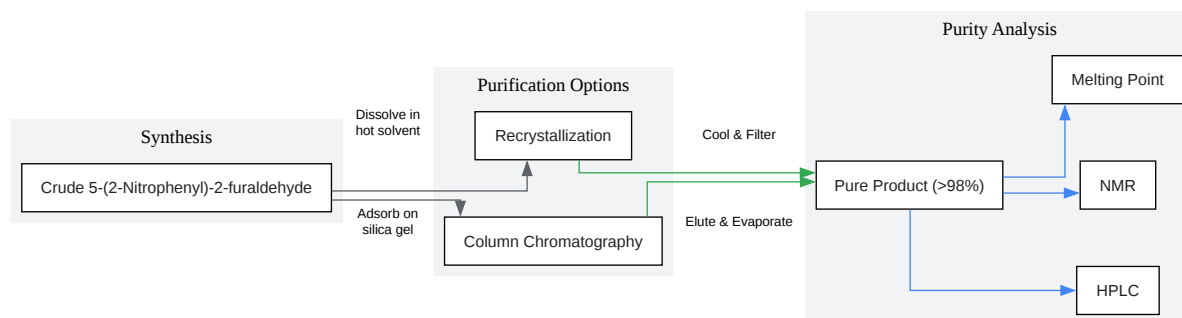 Synthesis
Crude 5-(2-Nitrophenyl)-2-furaldehyde
Dissolve in
hot solvent
Adsorb on
silica gel
Purification Options
Recrystallization
Column Chromatography
Cool & Filter
Elute & Evaporate
Purity Analysis
Pure Product (>98%)
Melting Point
NMR
HPLC